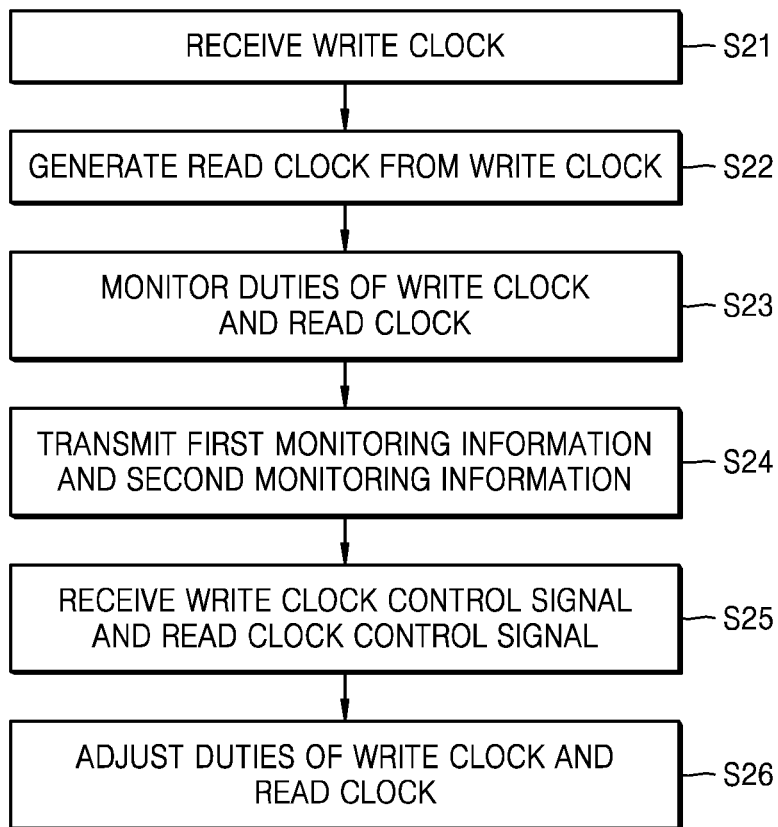 RECEIVE WRITE CLOCK
S21
GENERATE READ CLOCK FROM WRITE CLOCK
S22
MONITOR DUTIES OF WRITE CLOCK
AND READ CLOCK
S23
TRANSMIT FIRST MONITORING INFORMATION
AND SECOND MONITORING INFORMATION
S24
RECEIVE WRITE CLOCK CONTROL SIGNAL
AND READ CLOCK CONTROL SIGNAL
S25
ADJUST DUTIES OF WRITE CLOCK AND
READ CLOCK
S26